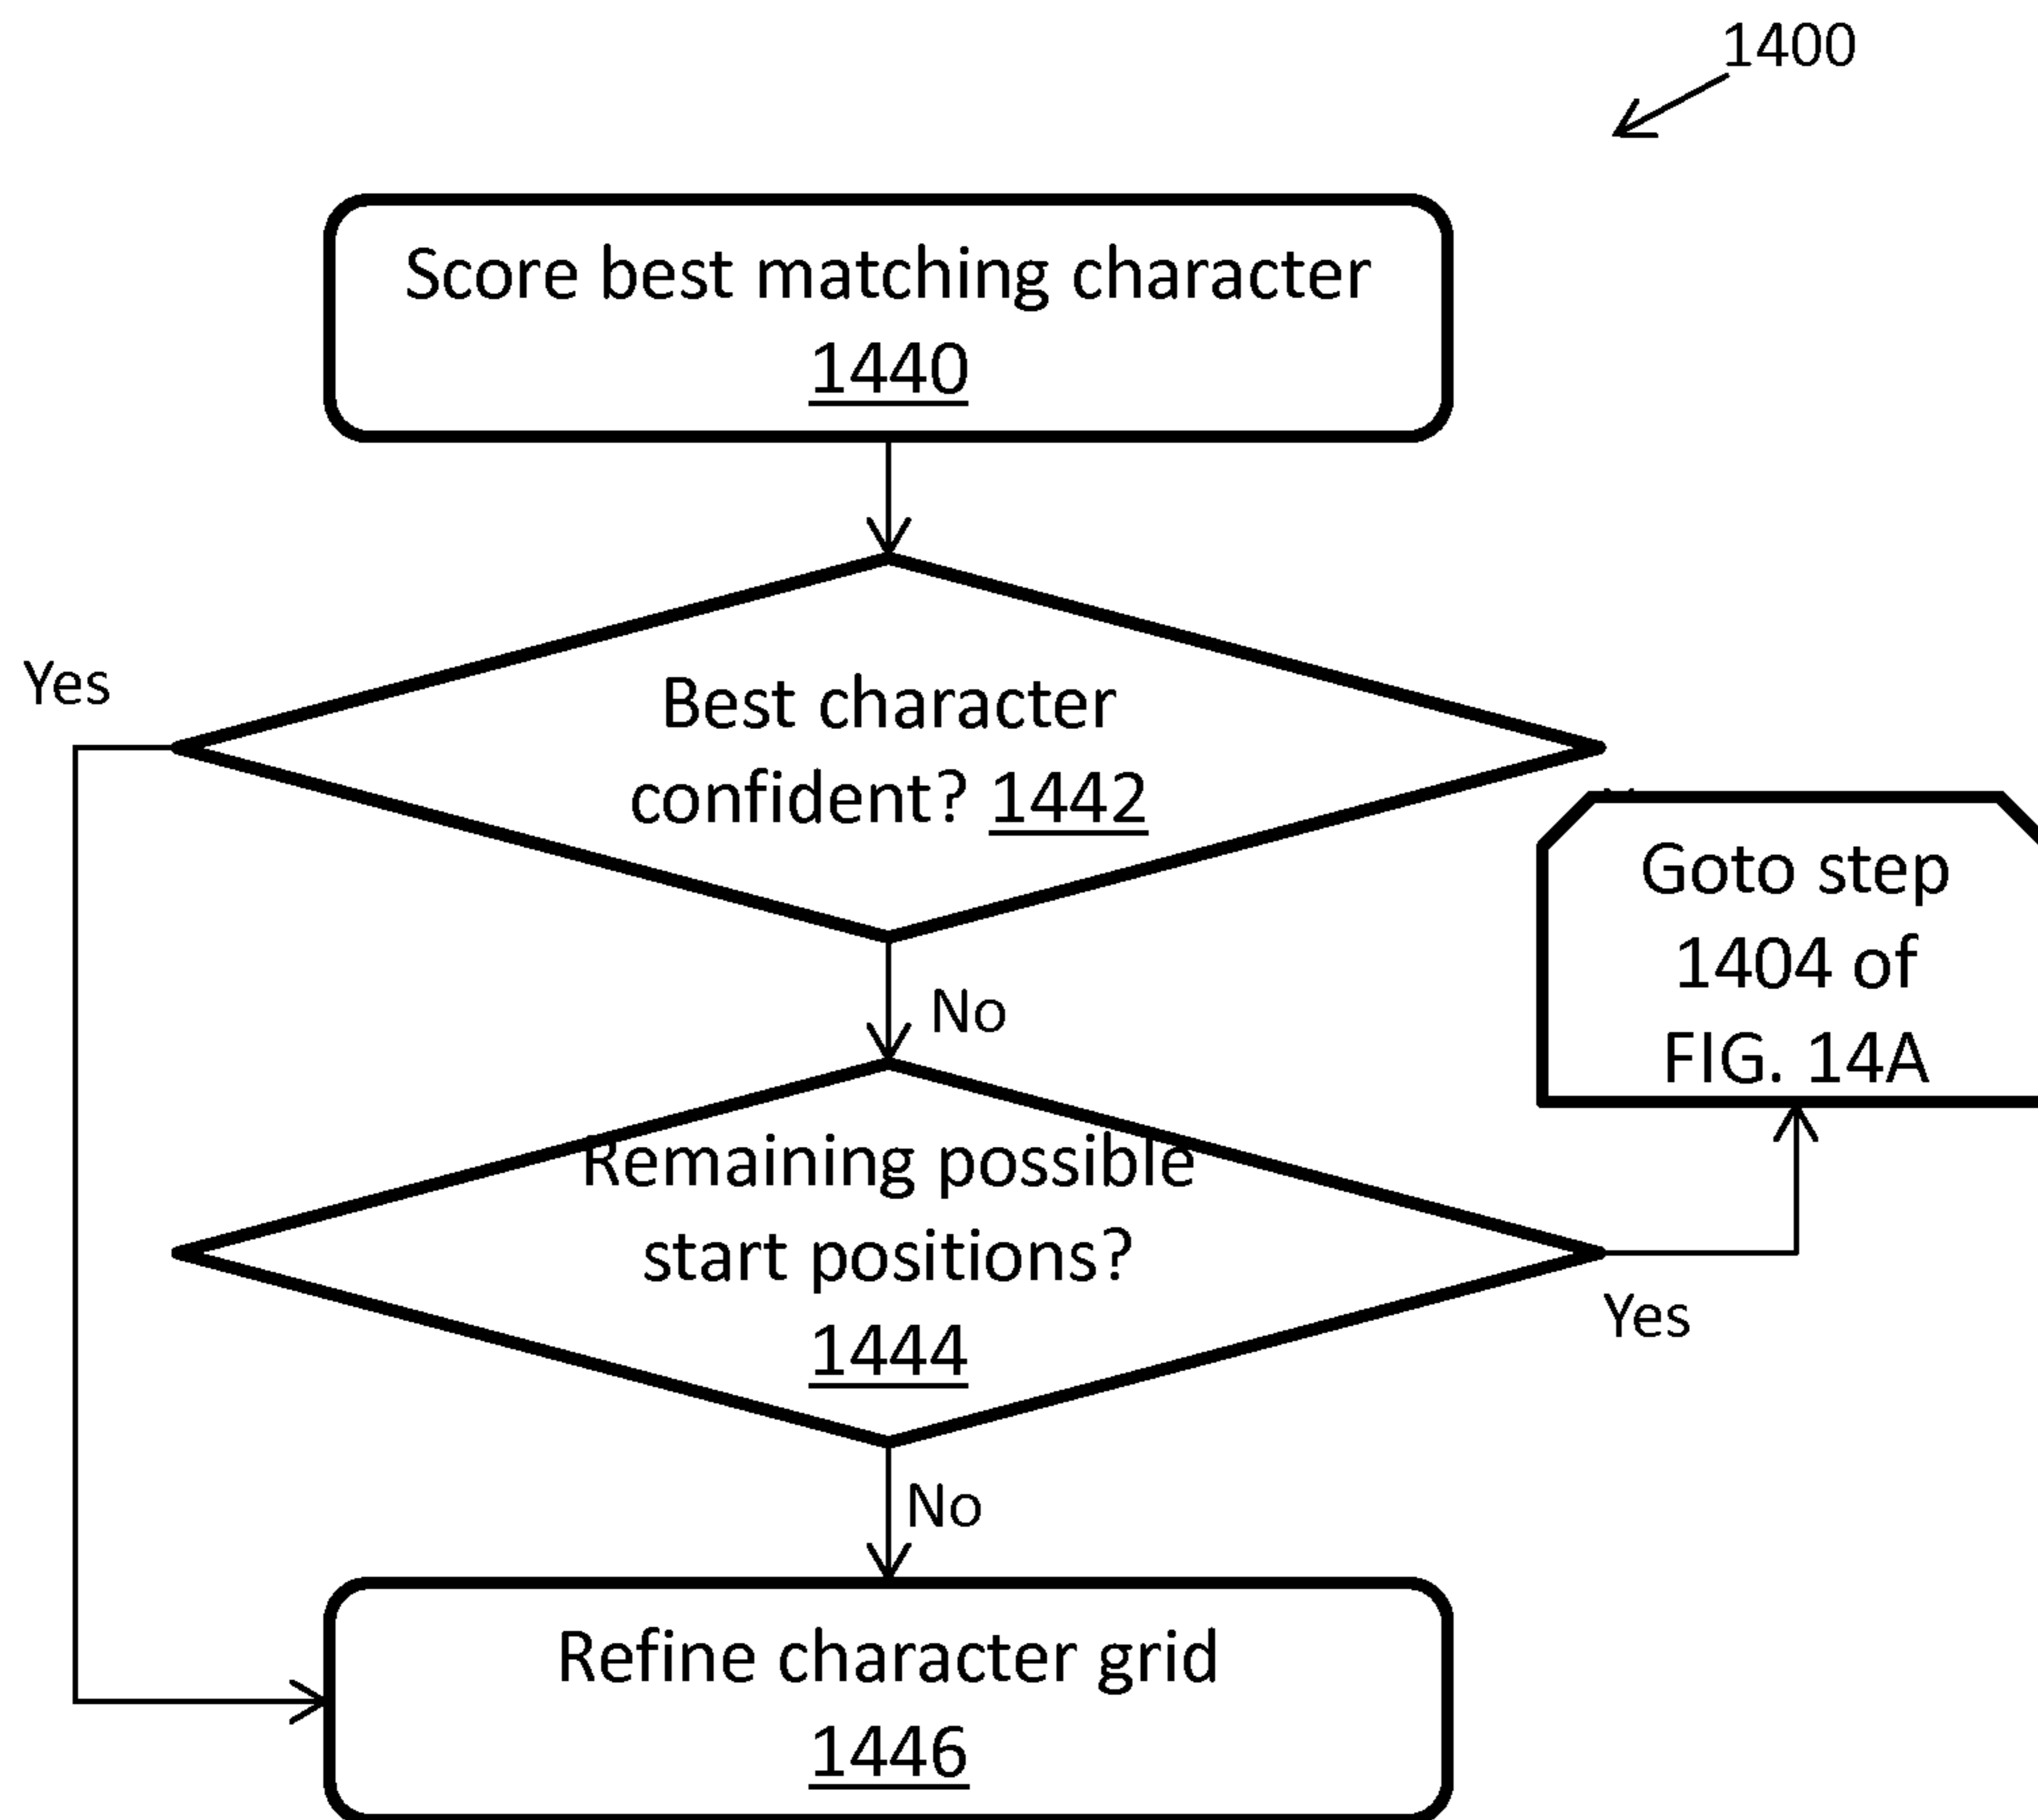 1400
Score best matching character
1440
Yes
Best character
confident? 1442
Goto step
1404 of
FIG. 14A
No
Remaining possible
start positions?
1444
Yes
No
Refine character grid
1446